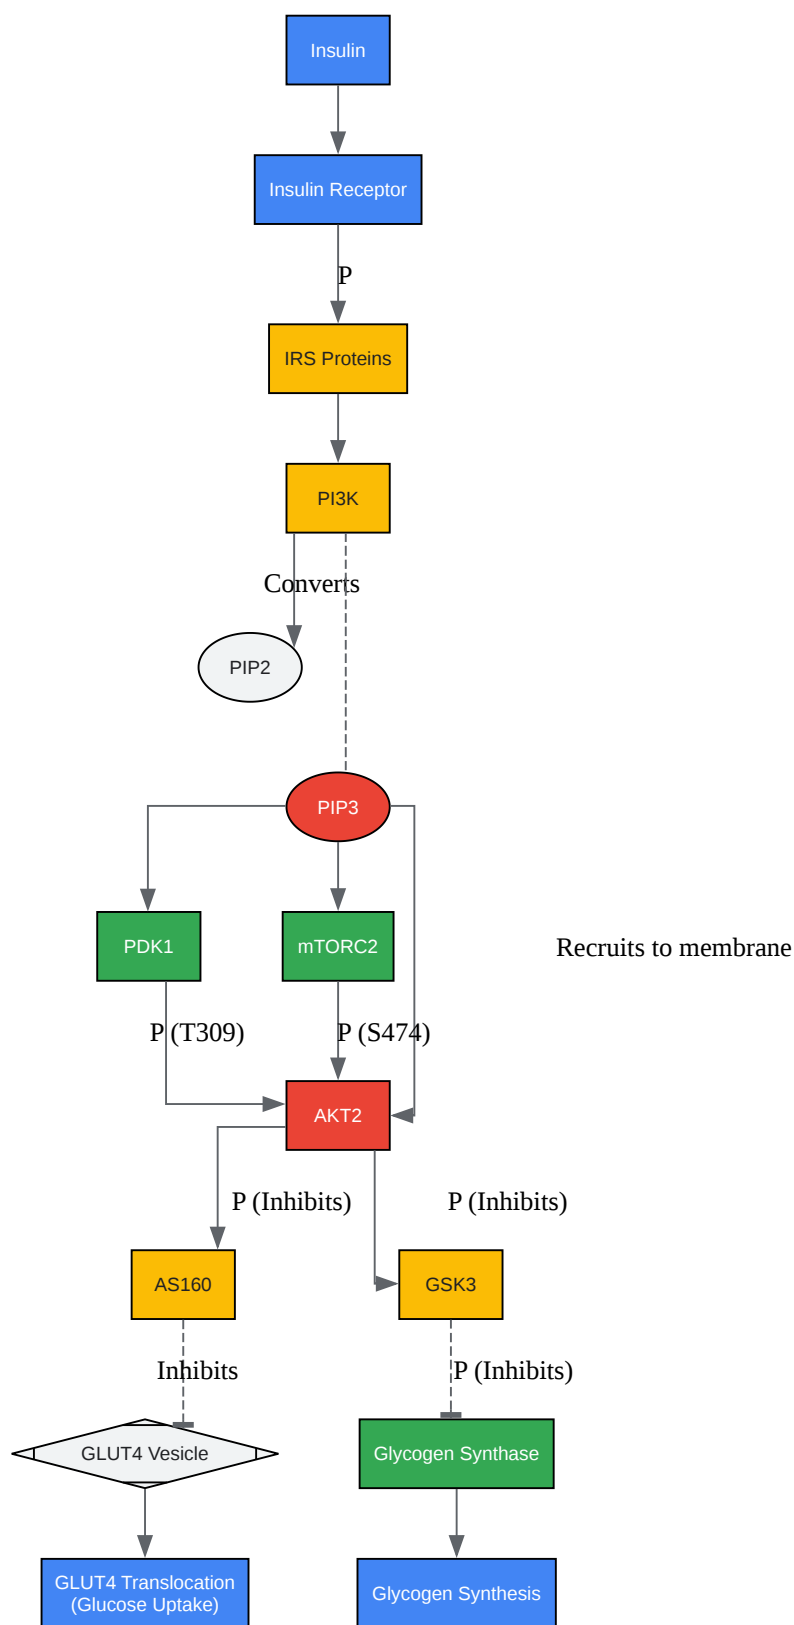 Insulin
Insulin Receptor
P
IRS Proteins
PI3K
Converts
PIP2
PIP3
PDK1
mTORC2
Recruits to membrane
P (T309)
P (S474)
AKT2
P (Inhibits)
P (Inhibits)
AS160
GSK3
Inhibits
P (Inhibits)
GLUT4 Vesicle
Glycogen Synthase
GLUT4 Translocation
(Glucose Uptake)
Glycogen Synthesis